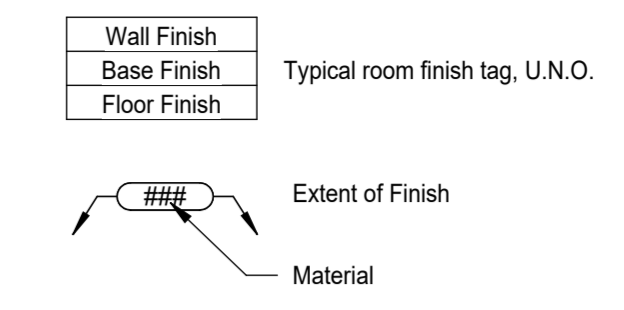 Wall Finish
Base Finish
Typical room finish tag, U.N.O.
Floor Finish
###
Extent of Finish
Material